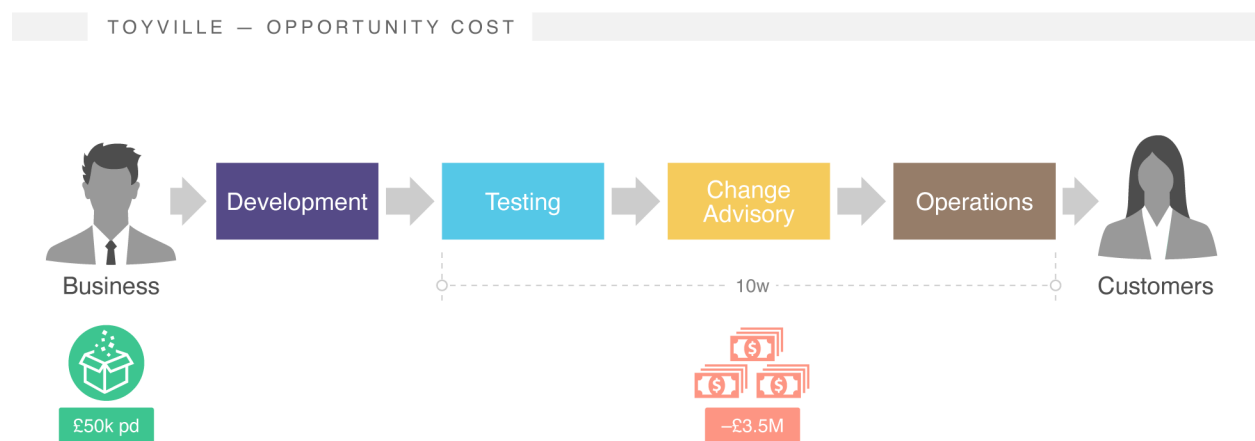 TOYVILLE — OPPORTUNITY COST
Development
Testing
Change
Advisory
Operations
Business
10w
Customers
£50k pd
–£3.5M